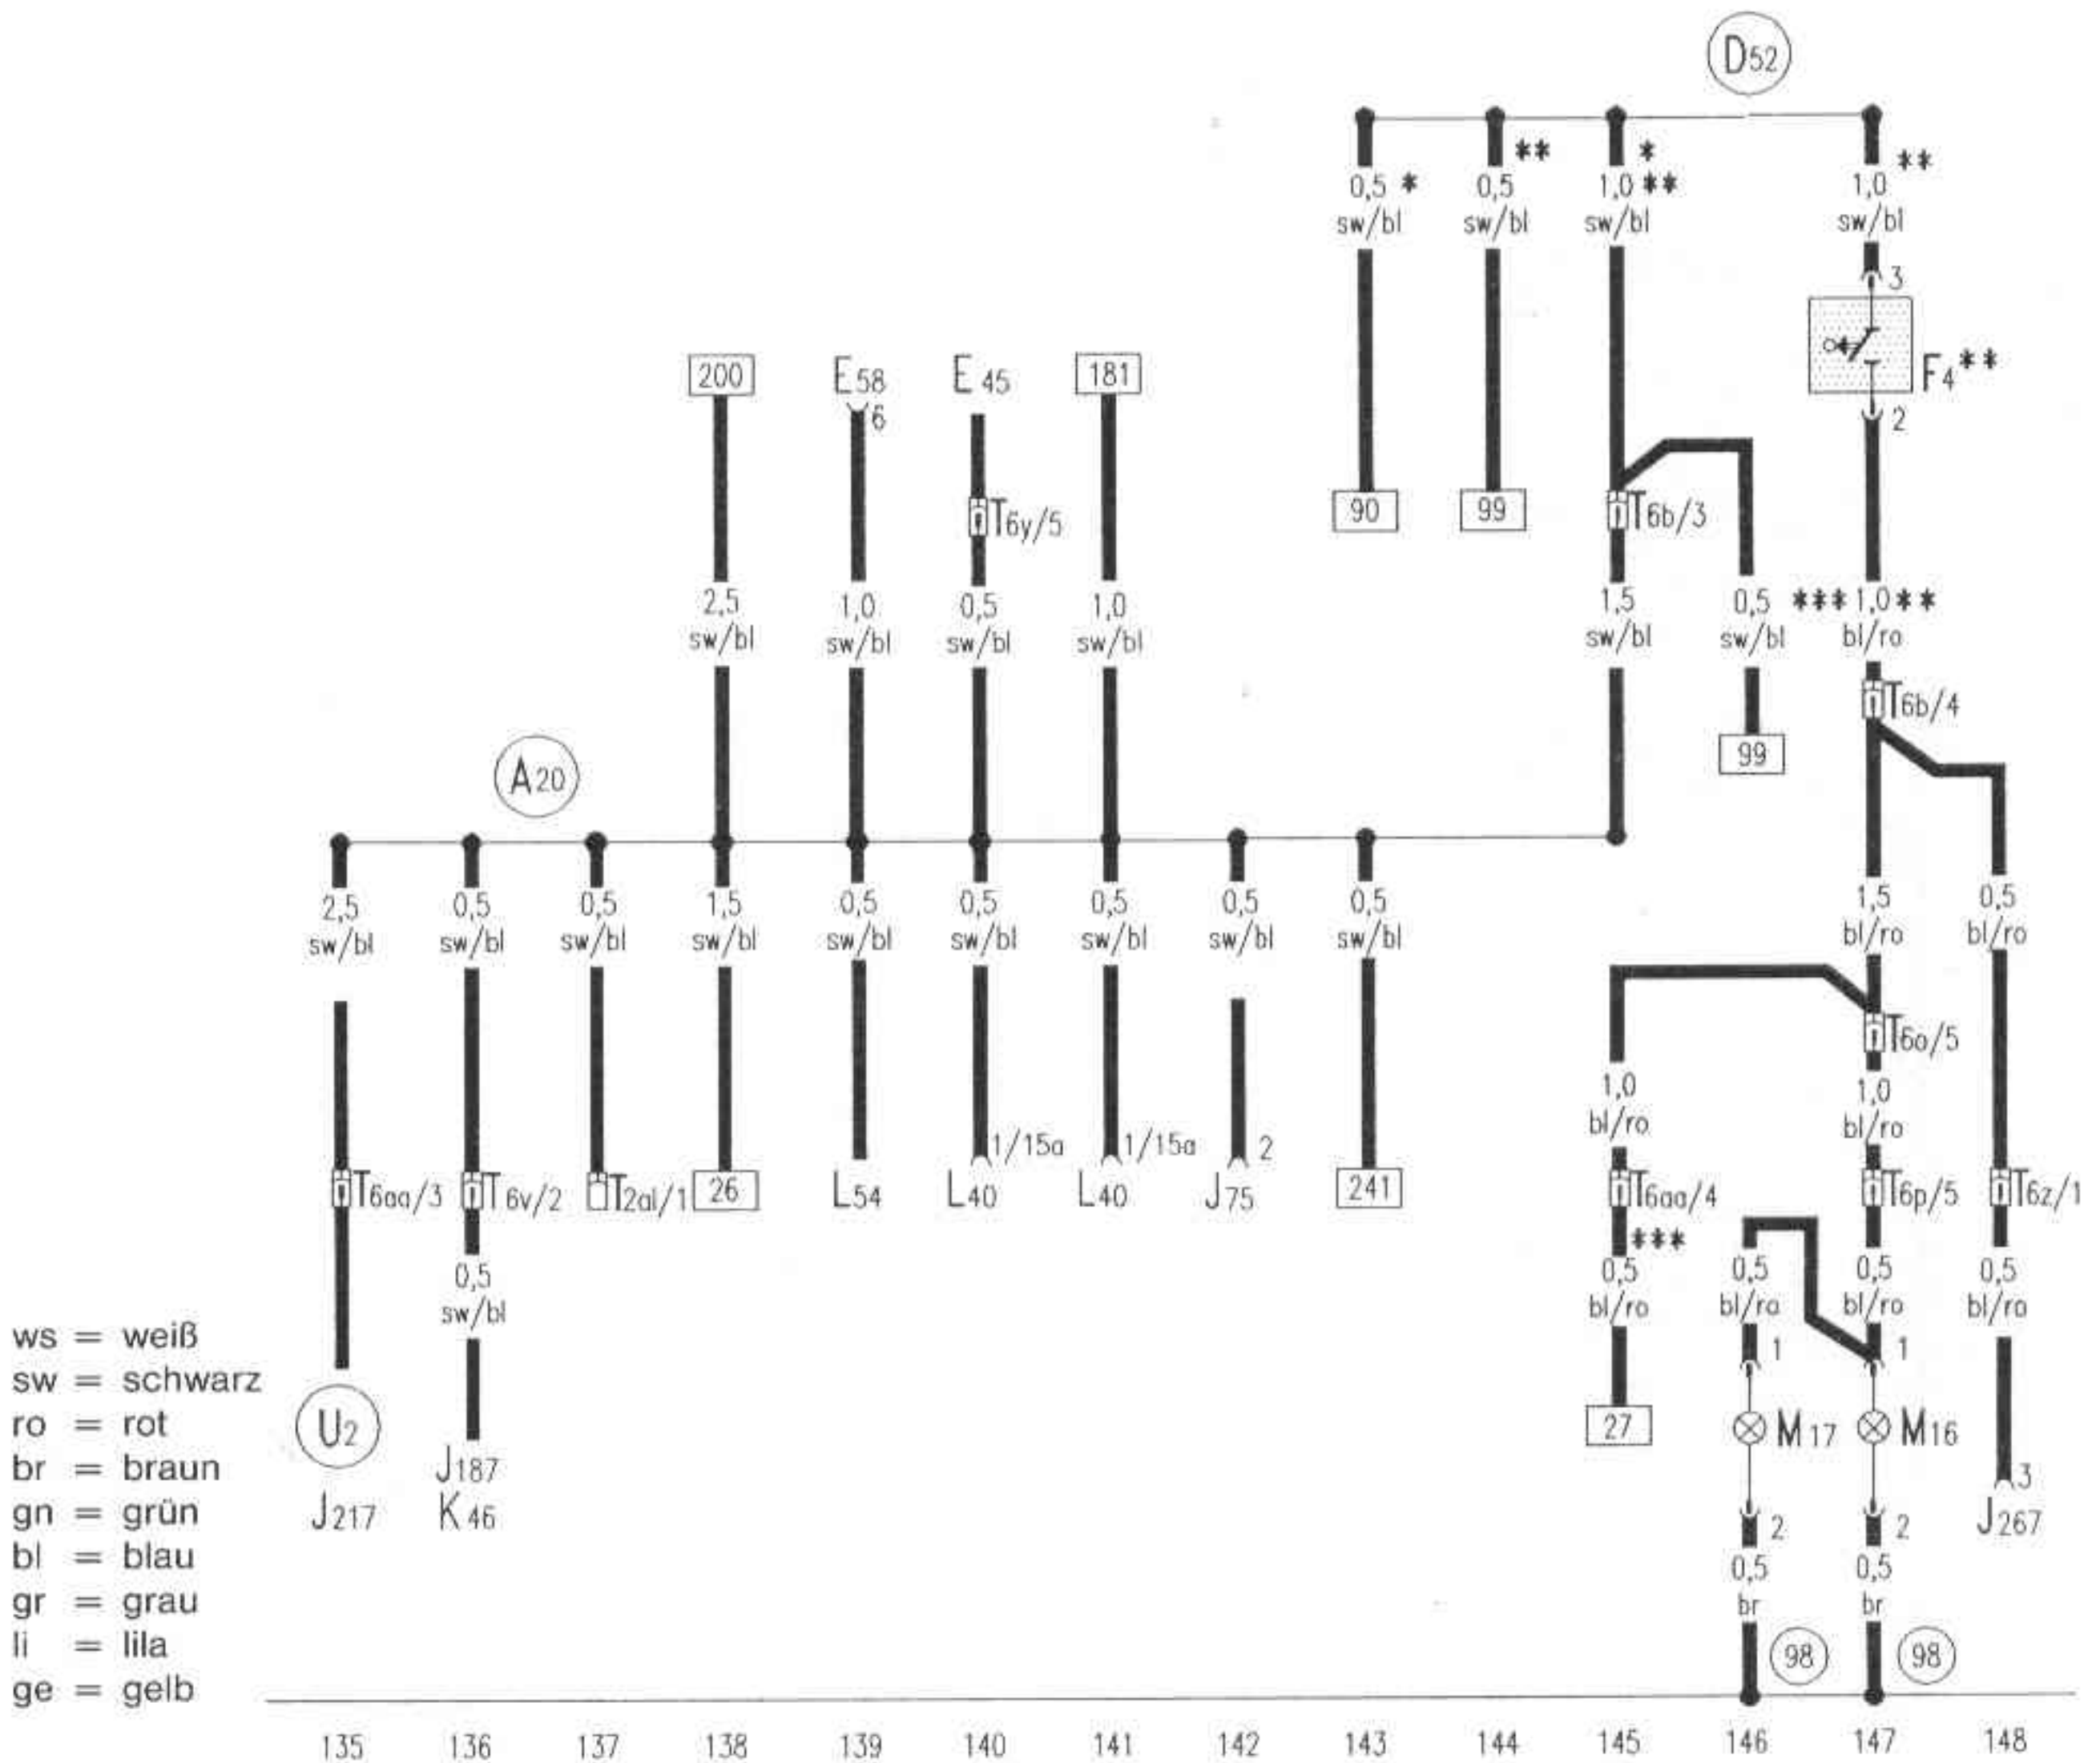 D52
** * **
0,5 * 0,5 1,0 ** 1,0
sw/bl sw/bl sw/bl sw/bl
3
200 E58 E45 181 F4**
6 2
T6y/5 90 99 T6b/3
2,5 1,0 0,5 1,0 1,5 0,5 *** 1,0 **
sw/bl sw/bl sw/bl sw/bl sw/bl sw/bl bl/ro
T6b/4
A20 99
2,5 0,5 0,5 1,5 0,5 0,5 0,5 0,5 0,5 1,5 0,5
sw/bl sw/bl sw/bl sw/bl sw/bl sw/bl sw/bl sw/bl sw/bl bl/ro bl/ro
T6o/5
1,0 1,0
bl/ro bl/ro
1/15a 1/15a 2
T6aa/3 T6v/2 T2al/1 26 L54 L40 L40 J75 241 T6aa/4 T6p/5 T6z/1
***
0,5 0,5 0,5 0,5 0,5
sw/bl bl/ro bl/ro bl/ro bl/ro
1 1
U2 27 M17 M16
J187 3
J217 K46 J267
2 2
0,5 0,5
br br
98 98
ws = weiß
sw = schwarz
ro = rot
br = braun
gn = grün
bl = blau
gr = grau
li = lila
ge = gelb
135 136 137 138 139 140 141 142 143 144 145 146 147 148